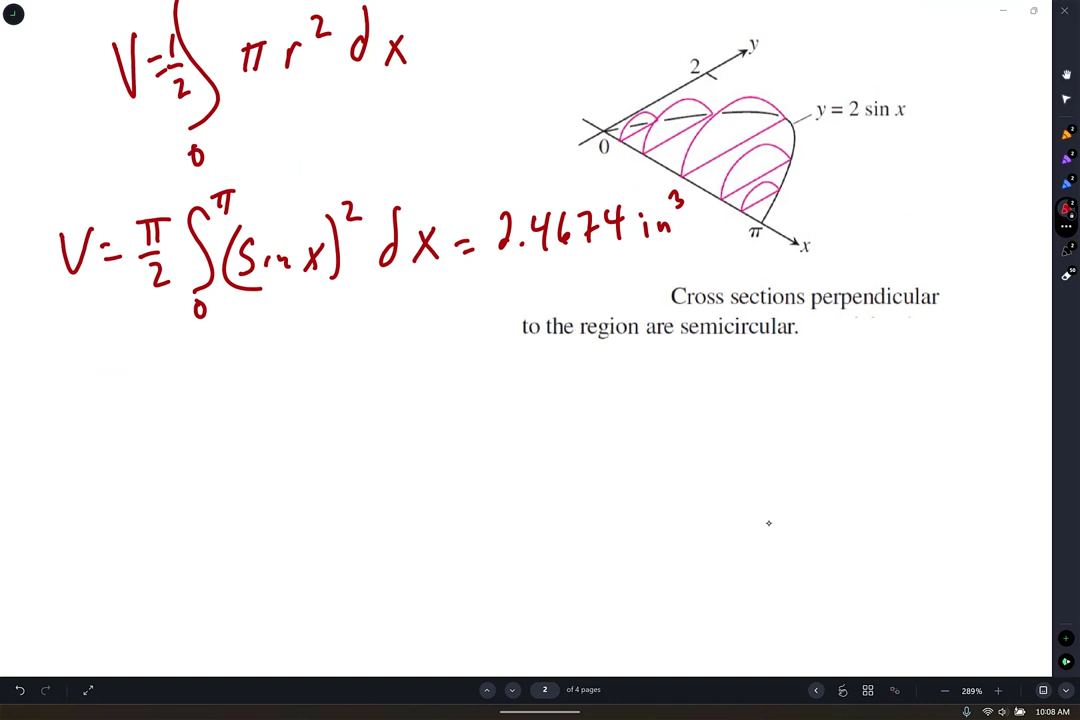 V = 1/2 ∫₀ π r² dx
V = π/2 ∫₀^π (Sin x)² dx = 2.4674 in³
y
2
y = 2 sin x
0
π
x
Cross sections perpendicular
to the region are semicircular.
2 of 4 pages
289%
10:08 AM